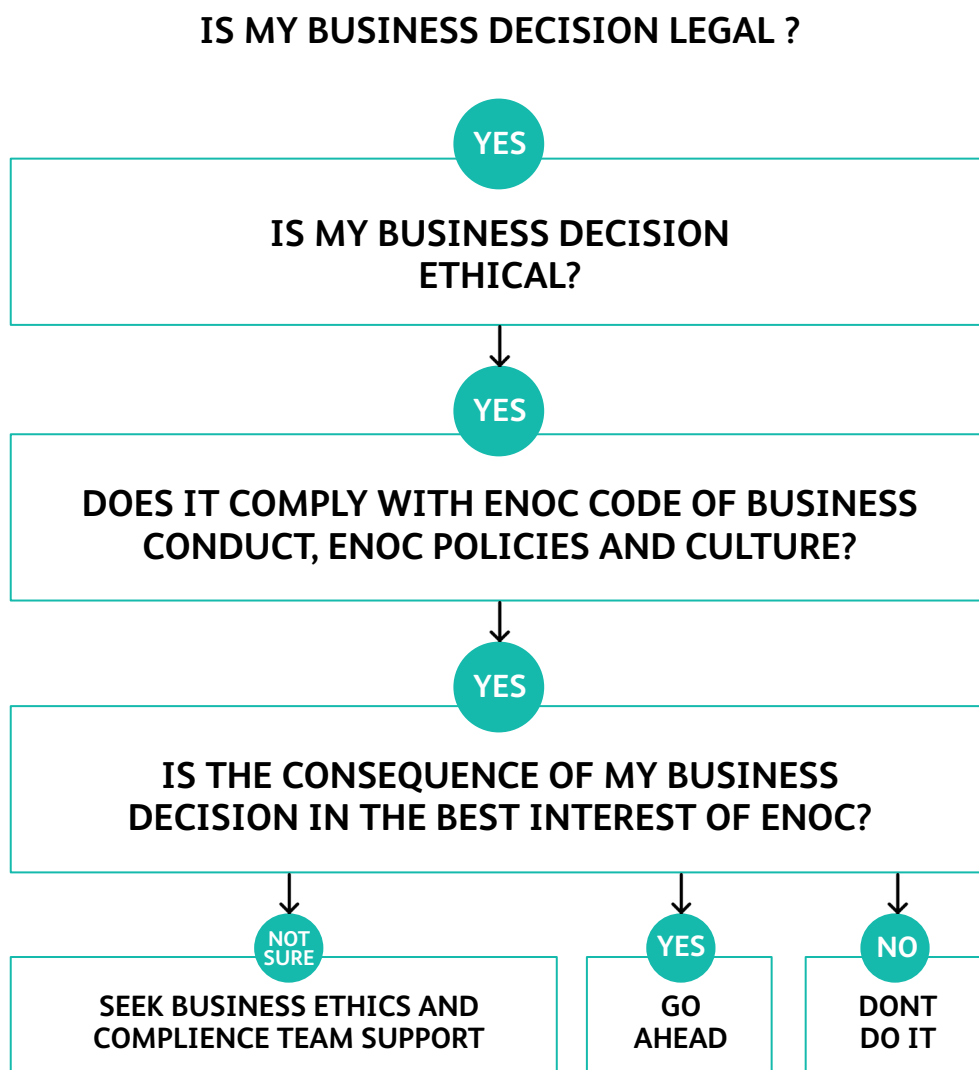 IS MY BUSINESS DECISION LEGAL ?
YES
IS MY BUSINESS DECISION
ETHICAL?
YES
DOES IT COMPLY WITH ENOC CODE OF BUSINESS
CONDUCT, ENOC POLICIES AND CULTURE?
YES
IS THE CONSEQUENCE OF MY BUSINESS
DECISION IN THE BEST INTEREST OF ENOC?
NOT
SURE
SEEK BUSINESS ETHICS AND
COMPLIENCE TEAM SUPPORT
YES
GO
AHEAD
NO
DONT
DO IT